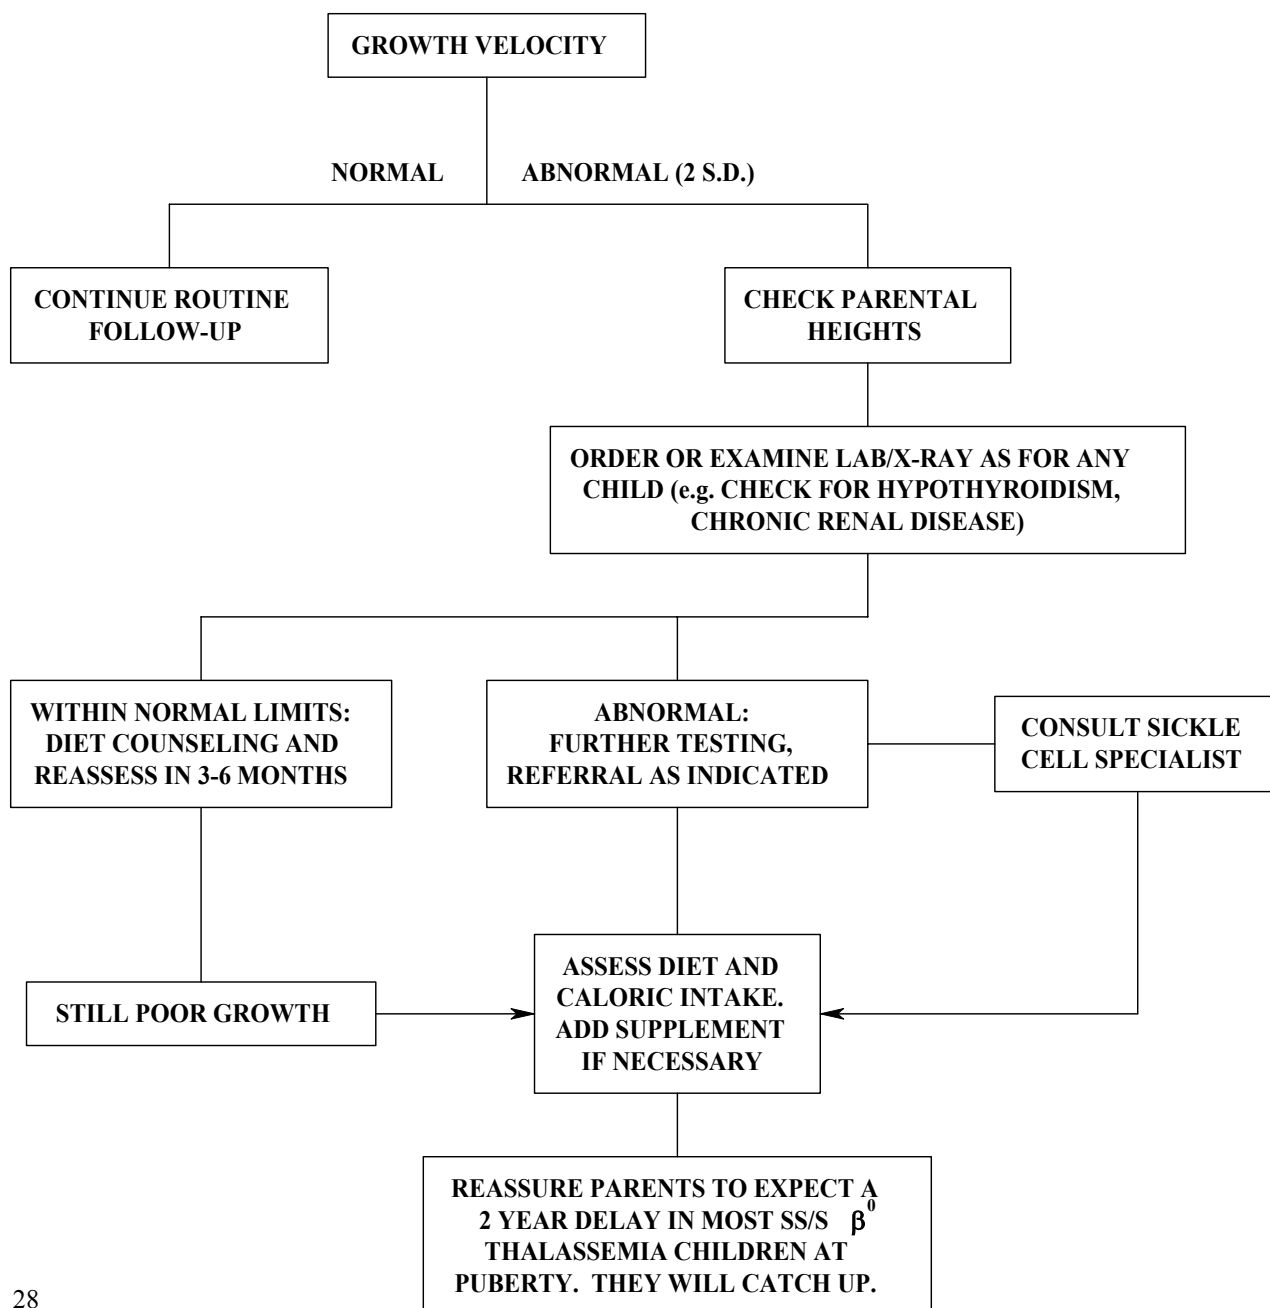 GROWTH VELOCITY
NORMAL
ABNORMAL (2 S.D.)
CONTINUE ROUTINE
FOLLOW-UP
CHECK PARENTAL
HEIGHTS
ORDER OR EXAMINE LAB/X-RAY AS FOR ANY
CHILD (e.g. CHECK FOR HYPOTHYROIDISM,
CHRONIC RENAL DISEASE)
WITHIN NORMAL LIMITS:
DIET COUNSELING AND
REASSESS IN 3-6 MONTHS
ABNORMAL:
FURTHER TESTING,
REFERRAL AS INDICATED
CONSULT SICKLE
CELL SPECIALIST
STILL POOR GROWTH
ASSESS DIET AND
CALORIC INTAKE.
ADD SUPPLEMENT
IF NECESSARY
REASSURE PARENTS TO EXPECT A
2 YEAR DELAY IN MOST SS/S β⁰
THALASSEMIA CHILDREN AT
PUBERTY. THEY WILL CATCH UP.
28